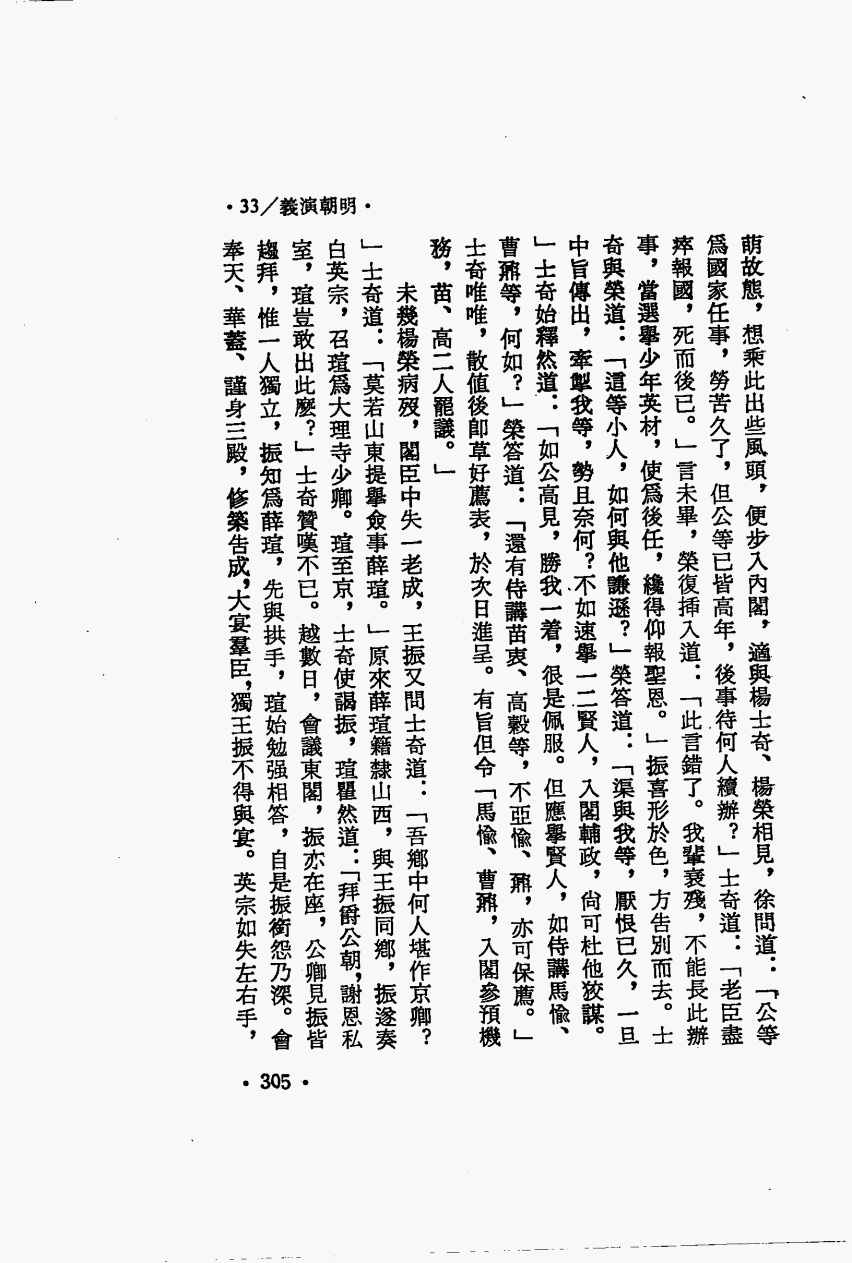 ·33/義演朝明·
萌故態，想乘此出些風頭，便步入內閣，適與楊士奇、楊榮相見，徐問道：「公等
爲國家任事，勞苦久了，但公等已皆高年，後事待何人續辦？」士奇道：「老臣盡
瘁報國，死而後已。」言未畢，榮復挿入道：「此言錯了。我輩衰殘，不能長此辦
事，當選舉少年英材，使爲後任，纔得仰報聖恩。」振喜形於色，方告別而去。士
奇與榮道：「這等小人，如何與他謙遜？」榮答道：「渠與我等，厭恨已久，一旦
中旨傳出，牽掣我等，勢且奈何？不如速舉一二賢人，入閣輔政，尙可杜他狡謀。
」士奇始釋然道：「如公高見，勝我一着，很是佩服。但應舉賢人，如侍講馬愉、
曹鼐等，何如？」榮答道：「還有侍講苗衷、高穀等，不亞愉、鼐，亦可保薦。」
士奇唯唯，散值後卽草好薦表，於次日進呈。有旨但令「馬愉、曹鼐，入閣參預機
務，苗、高二人罷議。」
未幾楊榮病歿，閣臣中失一老成，王振又問士奇道：「吾鄉中何人堪作京卿？
」士奇道：「莫若山東提舉僉事薛瑄。」原來薛瑄籍隸山西，與王振同鄉，振遂奏
白英宗，召瑄爲大理寺少卿。瑄至京，士奇使謁振，瑄瞿然道：「拜爵公朝，謝恩私
室，瑄豈敢出此麼？」士奇贊嘆不已。越數日，會議東閣，振亦在座，公卿見振皆
趨拜，惟一人獨立，振知爲薛瑄，先與拱手，瑄始勉强相答，自是振銜怨乃深。會
奉天、華蓋、謹身三殿，修築告成，大宴羣臣，獨王振不得與宴。英宗如失左右手，
·305·